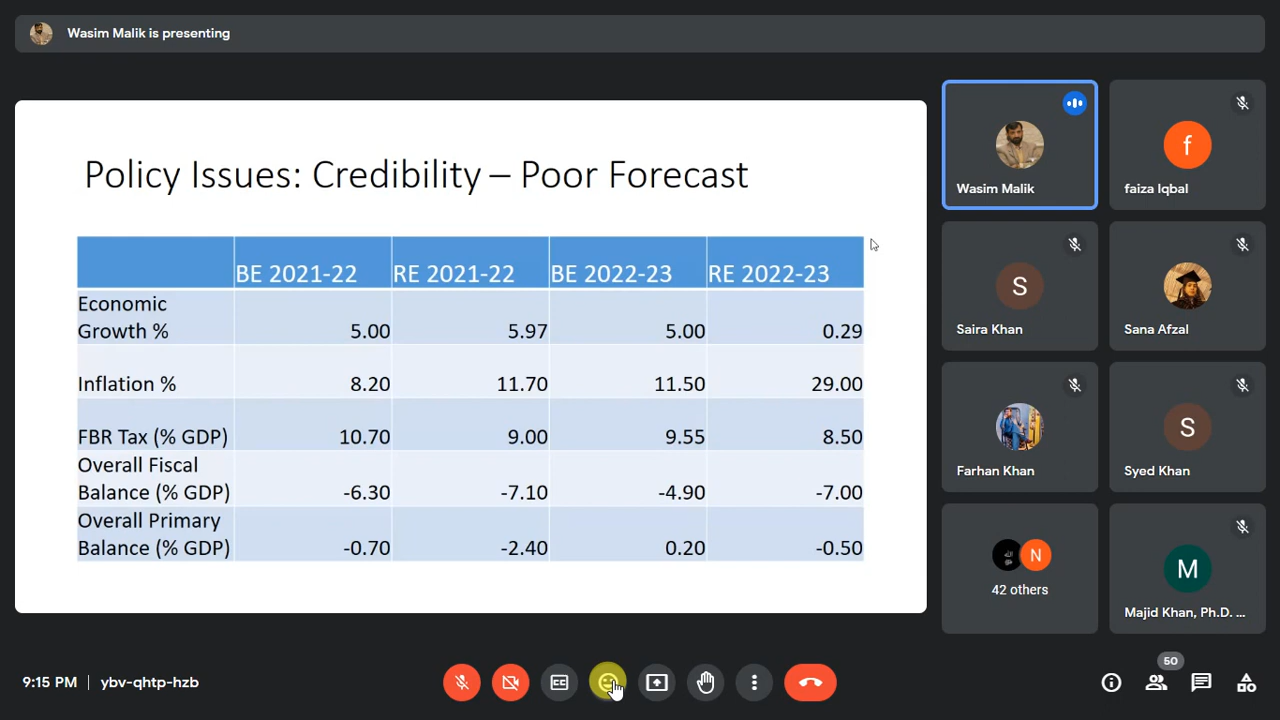 Wasim Malik is presenting
Policy Issues: Credibility – Poor Forecast
BE 2021-22 RE 2021-22 BE 2022-23 RE 2022-23
Economic
Growth % 5.00 5.97 5.00 0.29
Inflation % 8.20 11.70 11.50 29.00
FBR Tax (% GDP) 10.70 9.00 9.55 8.50
Overall Fiscal
Balance (% GDP) -6.30 -7.10 -4.90 -7.00
Overall Primary
Balance (% GDP) -0.70 -2.40 0.20 -0.50
Wasim Malik
f
faiza Iqbal
S
Saira Khan
Sana Afzal
Farhan Khan
S
Syed Khan
الله
N
42 others
M
Majid Khan, Ph.D. ...
9:15 PM | ybv-qhtp-hzb
CC
50